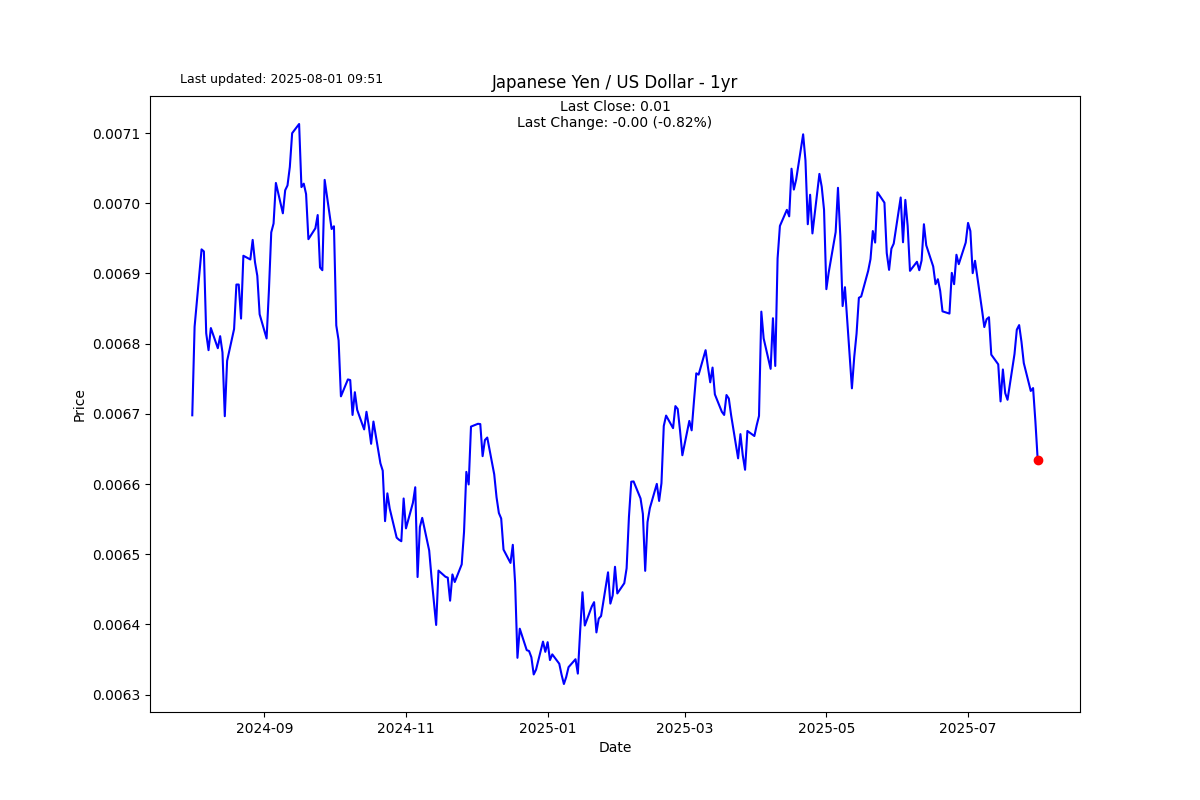 Last updated: 2025-08-01 09:51
Japanese Yen / US Dollar - 1yr
Last Close: 0.01
Last Change: -0.00 (-0.82%)
0.0071
0.0070
0.0069
0.0068
0.0067
0.0066
0.0065
0.0064
0.0063
Price
2024-09 2024-11 2025-01 2025-03 2025-05 2025-07
Date